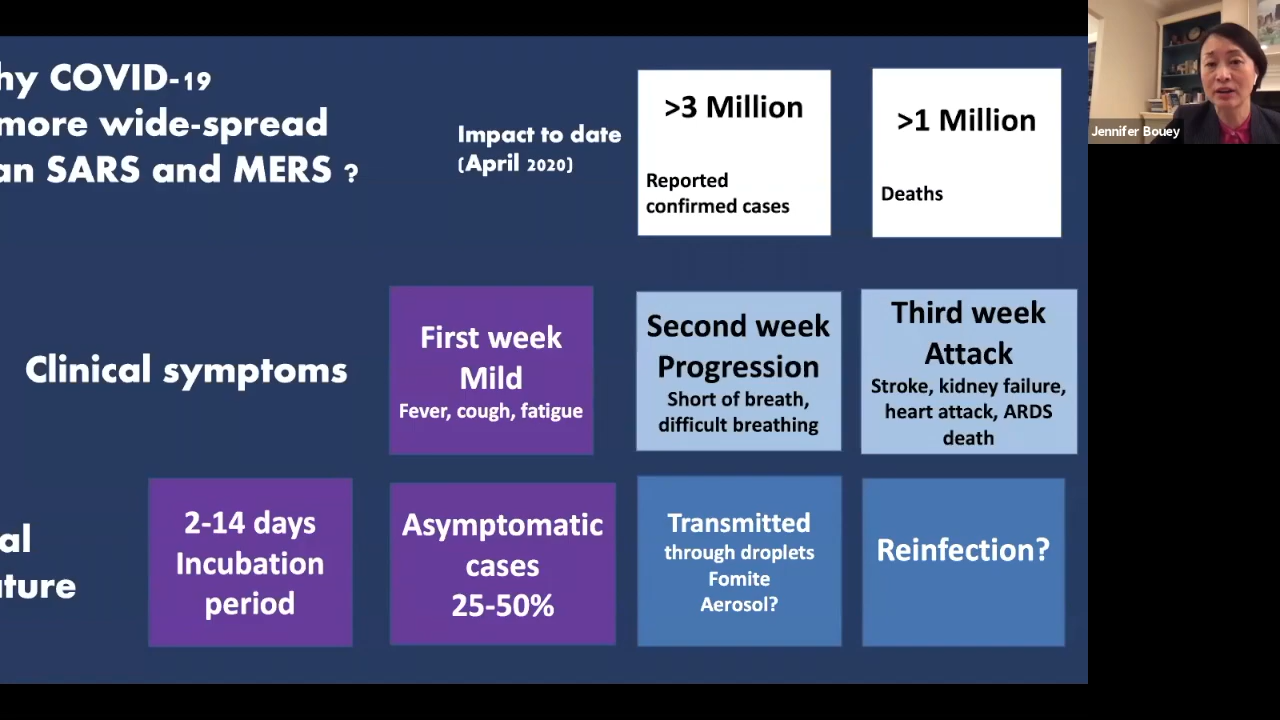 hy COVID-19
more wide-spread
an SARS and MERS ?
Impact to date
(April 2020)
>3 Million
Reported
confirmed cases
>1 Million
Deaths
Jennifer Bouey
Clinical symptoms
First week
Mild
Fever, cough, fatigue
Second week
Progression
Short of breath,
difficult breathing
Third week
Attack
Stroke, kidney failure,
heart attack, ARDS
death
al
ature
2-14 days
Incubation
period
Asymptomatic
cases
25-50%
Transmitted
through droplets
Fomite
Aerosol?
Reinfection?